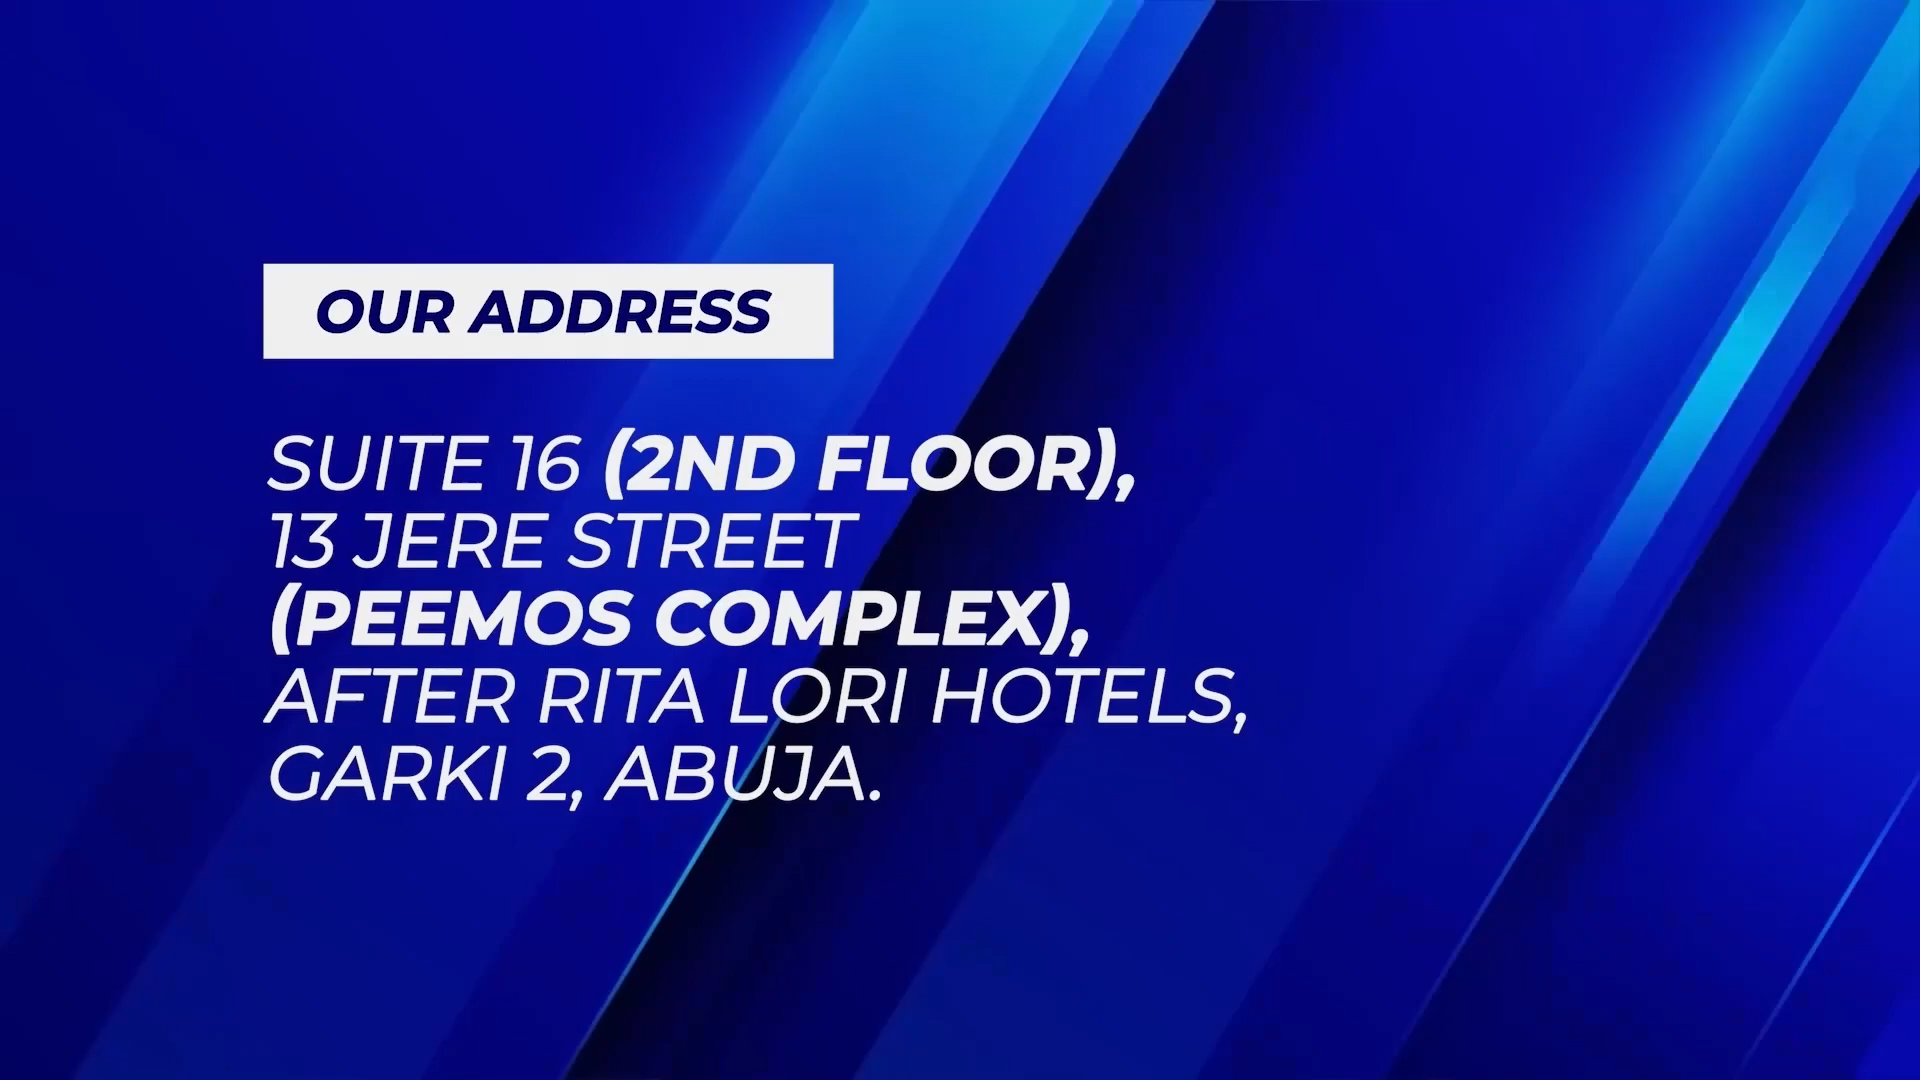 OUR ADDRESS
SUITE 16 (2ND FLOOR),
13 JERE STREET
(PEEMOS COMPLEX),
AFTER RITA LORI HOTELS,
GARKI 2, ABUJA.